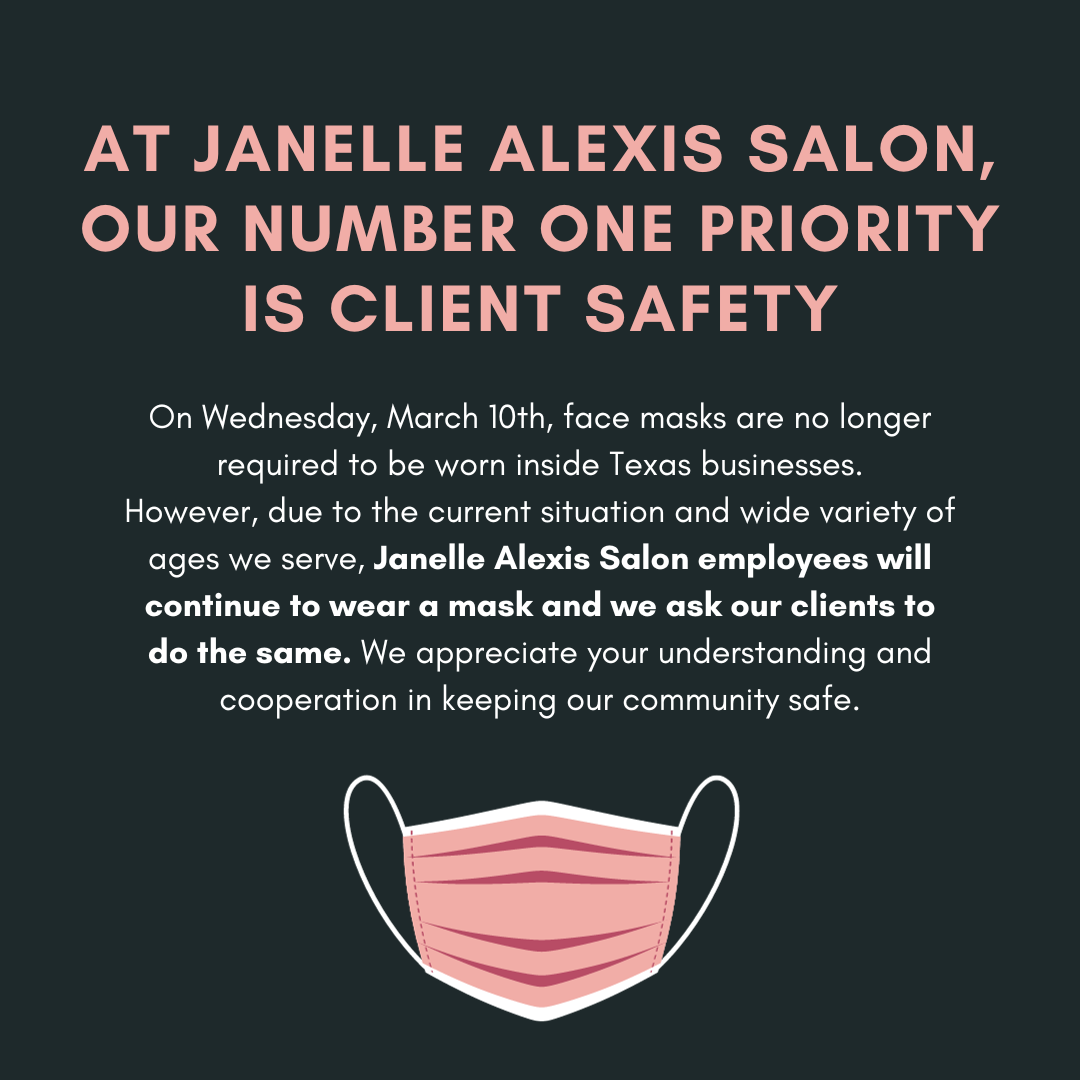 AT JANELLE ALEXIS SALON,
OUR NUMBER ONE PRIORITY
IS CLIENT SAFETY
On Wednesday, March 10th, face masks are no longer
required to be worn inside Texas businesses.
However, due to the current situation and wide variety of
ages we serve, Janelle Alexis Salon employees will
continue to wear a mask and we ask our clients to
do the same. We appreciate your understanding and
cooperation in keeping our community safe.